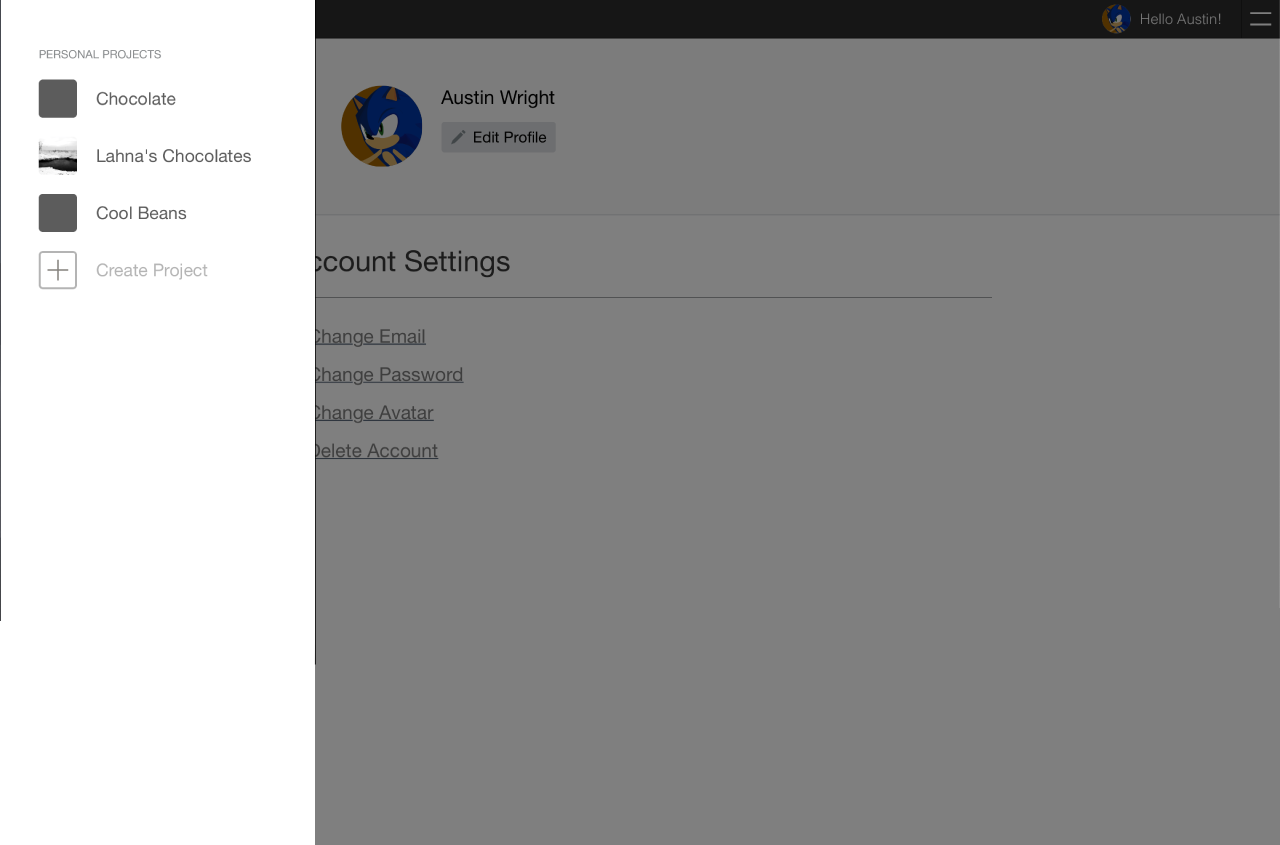 PERSONAL PROJECTS
Chocolate
Lahna's Chocolates
Cool Beans
Create Project
Hello Austin!
Austin Wright
Edit Profile
ccount Settings
Change Email
Change Password
Change Avatar
Delete Account